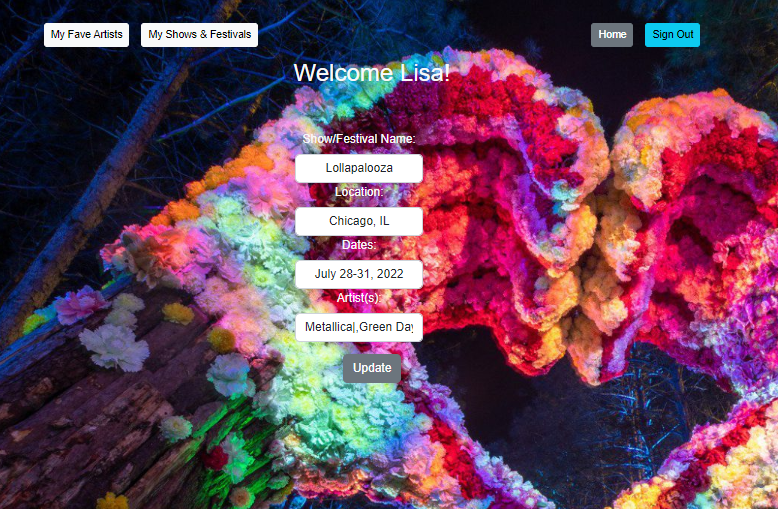 My Fave Artists My Shows & Festivals Home Sign Out
Welcome Lisa!
Show/Festival Name:
Lollapalooza
Location:
Chicago, IL
Dates:
July 28-31, 2022
Artist(s):
Metallica|,Green Day
Update